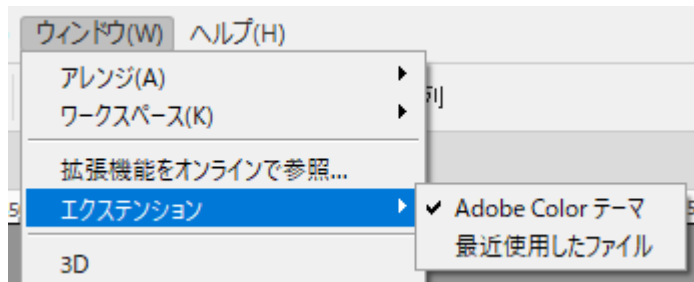 ウィンドウ(W) ヘルプ(H)
アレンジ(A)
列
ワークスペース(K)
拡張機能をオンラインで参照...
エクステンション
✔ Adobe Color テーマ
最近使用したファイル
3D